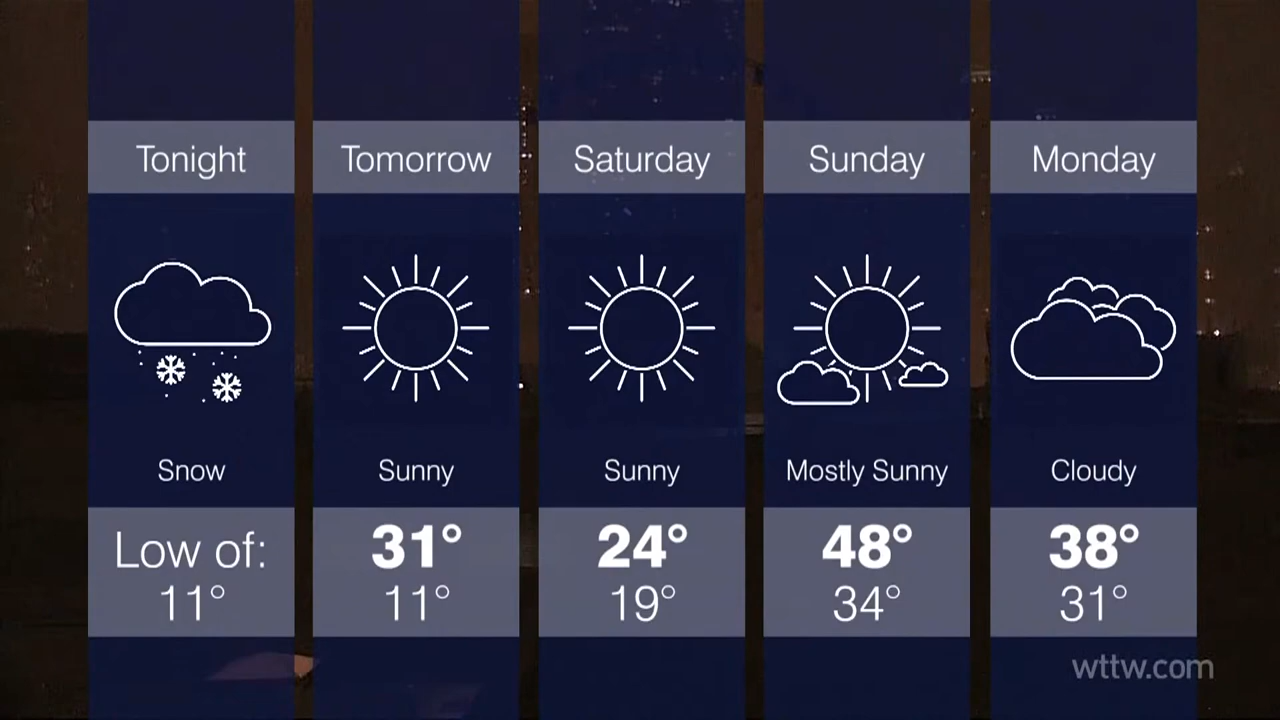 Tonight
Tomorrow
Saturday
Sunday
Monday
Snow
Sunny
Sunny
Mostly Sunny
Cloudy
Low of:
11°
31°
11°
24°
19°
48°
34°
38°
31°
wttw.com